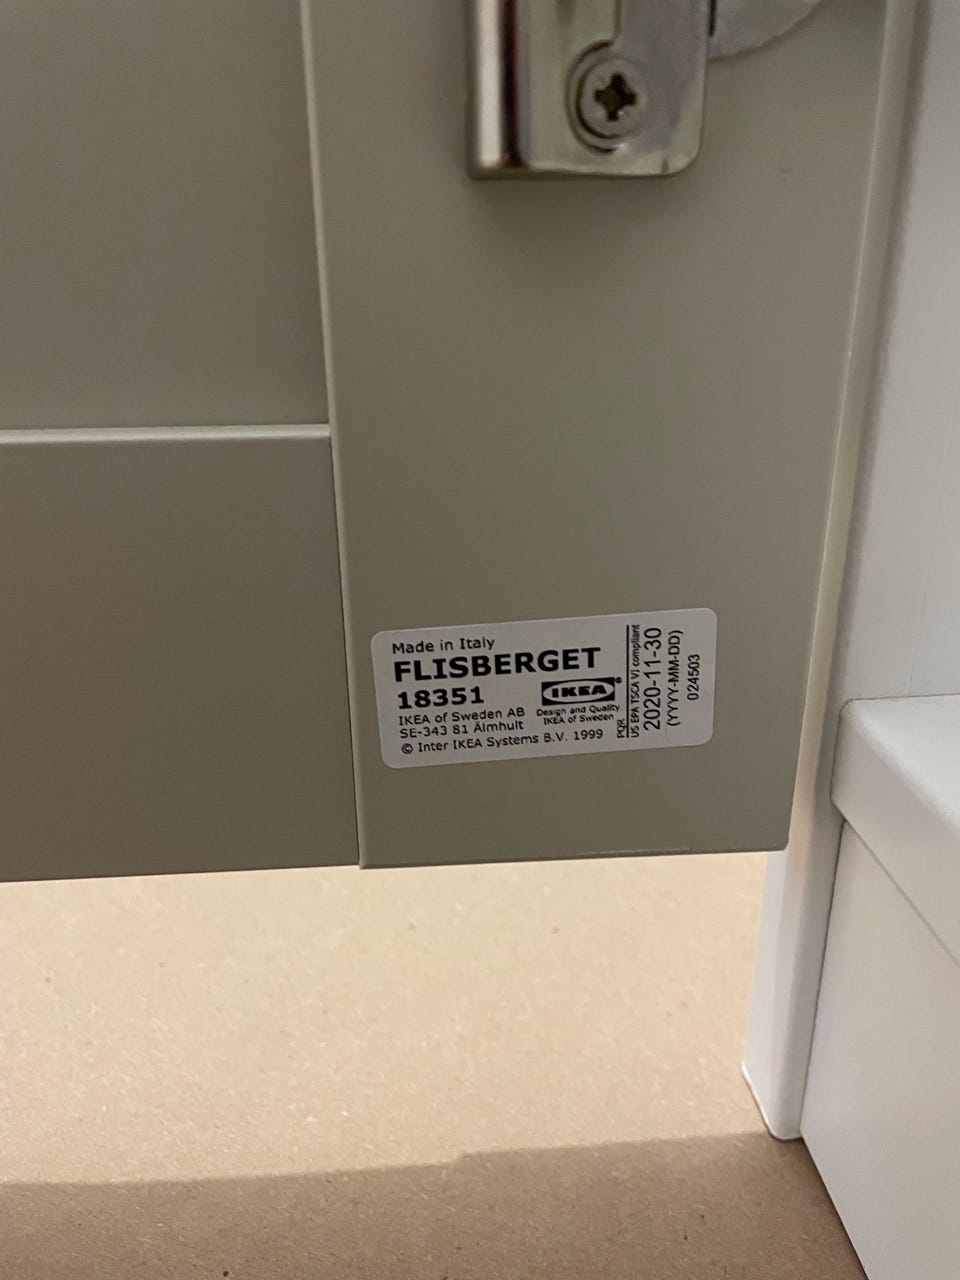 Made in Italy
FLISBERGET
18351
IKEA
IKEA of Sweden AB
SE-343 81 Älmhult
Design and Quality
IKEA of Sweden
© Inter IKEA Systems B.V. 1999
PQR
US EPA TSCA VI compliant
2020-11-30
(YYYY-MM-DD)
024503